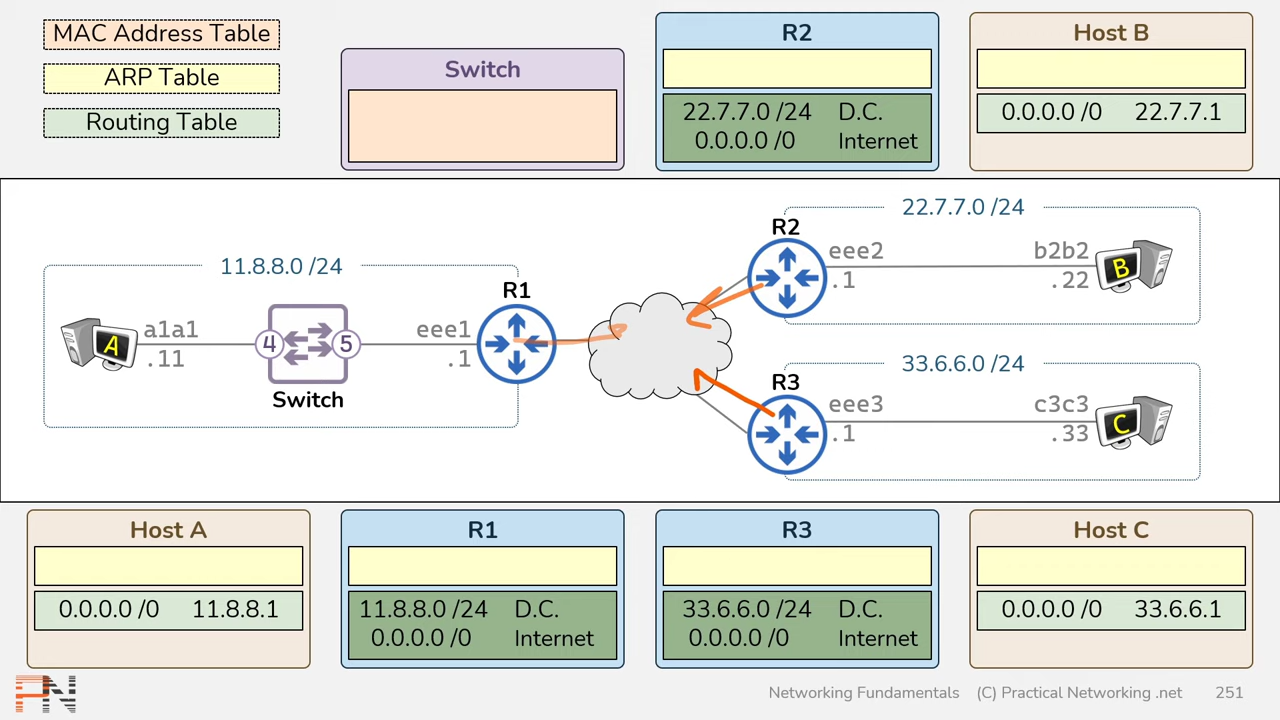 MAC Address Table
ARP Table
Routing Table
Switch
R2
22.7.7.0 /24 D.C.
0.0.0.0 /0 Internet
Host B
0.0.0.0 /0 22.7.7.1
11.8.8.0 /24
A
a1a1
.11
4
5
Switch
eee1
.1
R1
22.7.7.0 /24
R2
eee2
.1
b2b2
.22
B
33.6.6.0 /24
R3
eee3
.1
c3c3
.33
C
Host A
0.0.0.0 /0 11.8.8.1
R1
11.8.8.0 /24 D.C.
0.0.0.0 /0 Internet
R3
33.6.6.0 /24 D.C.
0.0.0.0 /0 Internet
Host C
0.0.0.0 /0 33.6.6.1
PN
Networking Fundamentals (C) Practical Networking .net 251